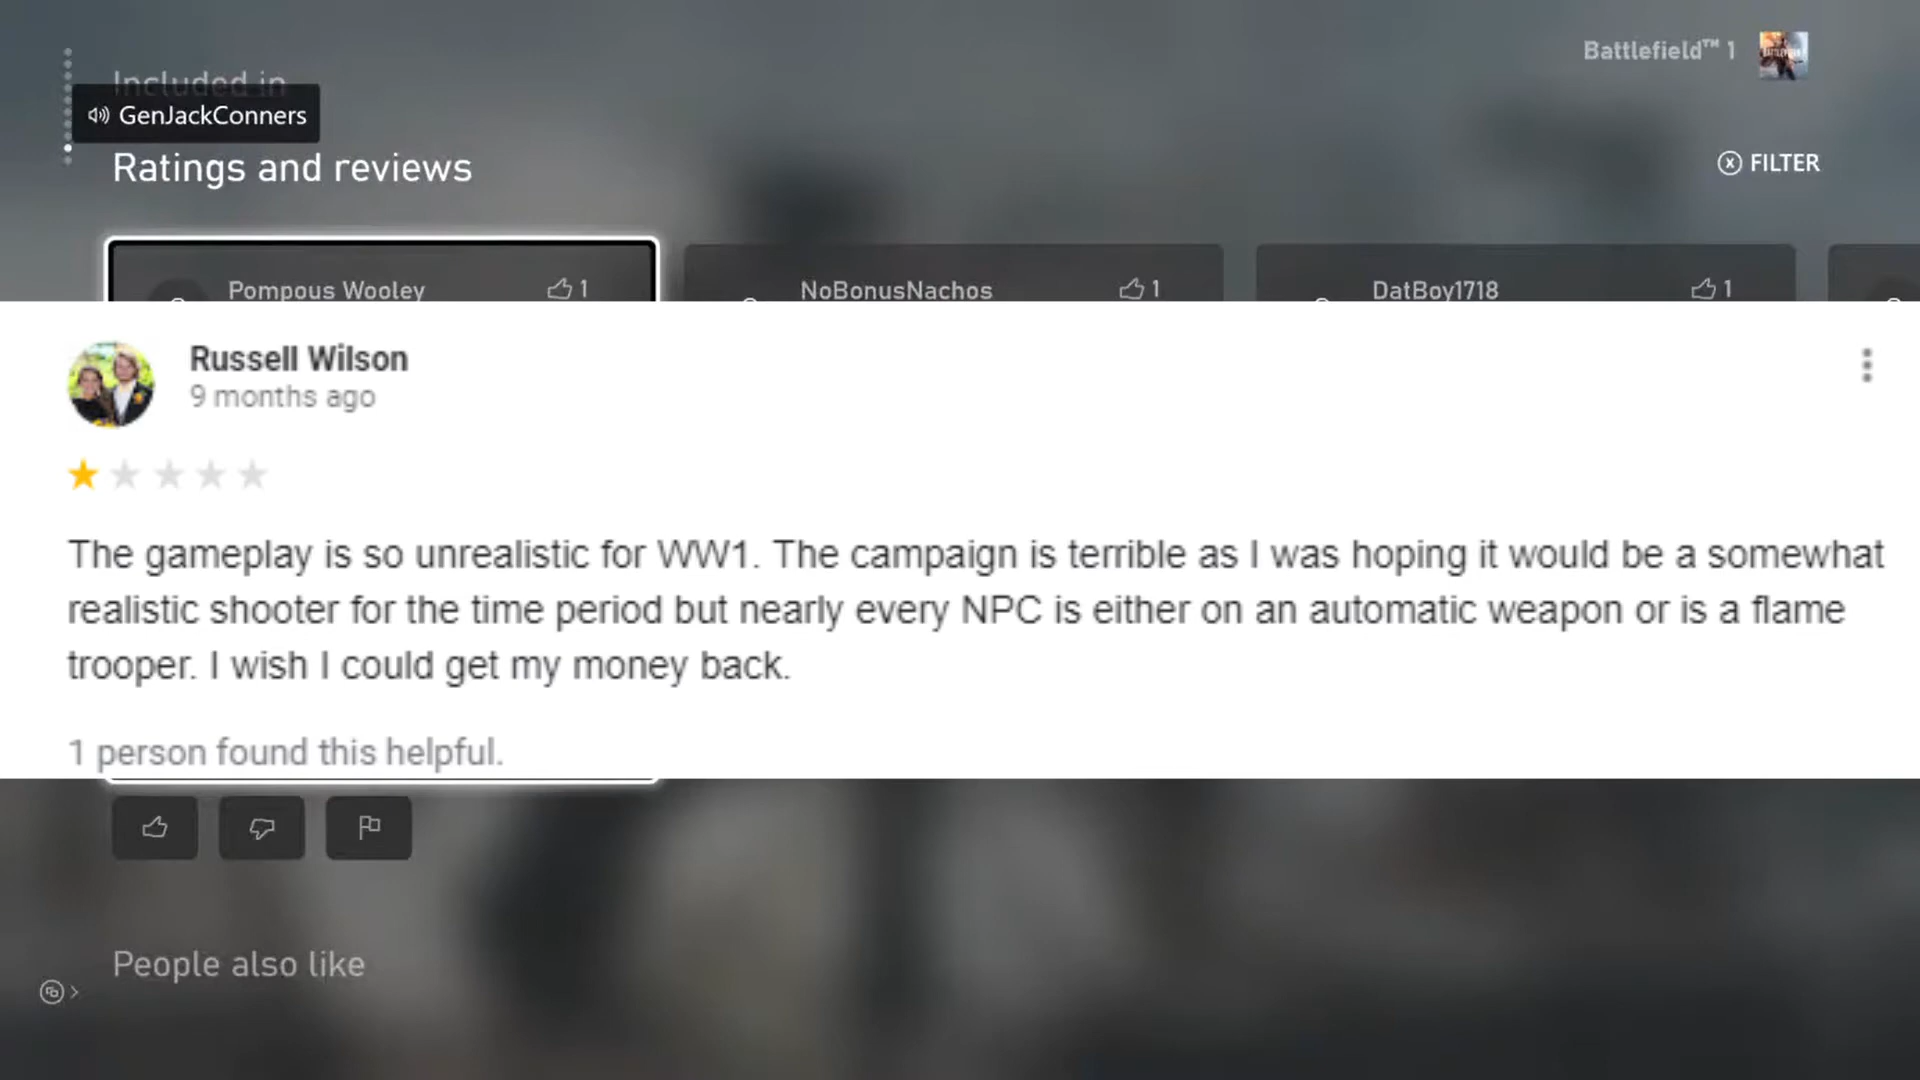 Included in
Battlefield™ 1
GenJackConners
Ratings and reviews
FILTER
Pompous Wooley 1
NoBonusNachos 1
DatBoy1718 1
Russell Wilson
9 months ago
The gameplay is so unrealistic for WW1. The campaign is terrible as I was hoping it would be a somewhat
realistic shooter for the time period but nearly every NPC is either on an automatic weapon or is a flame
trooper. I wish I could get my money back.
1 person found this helpful.
People also like